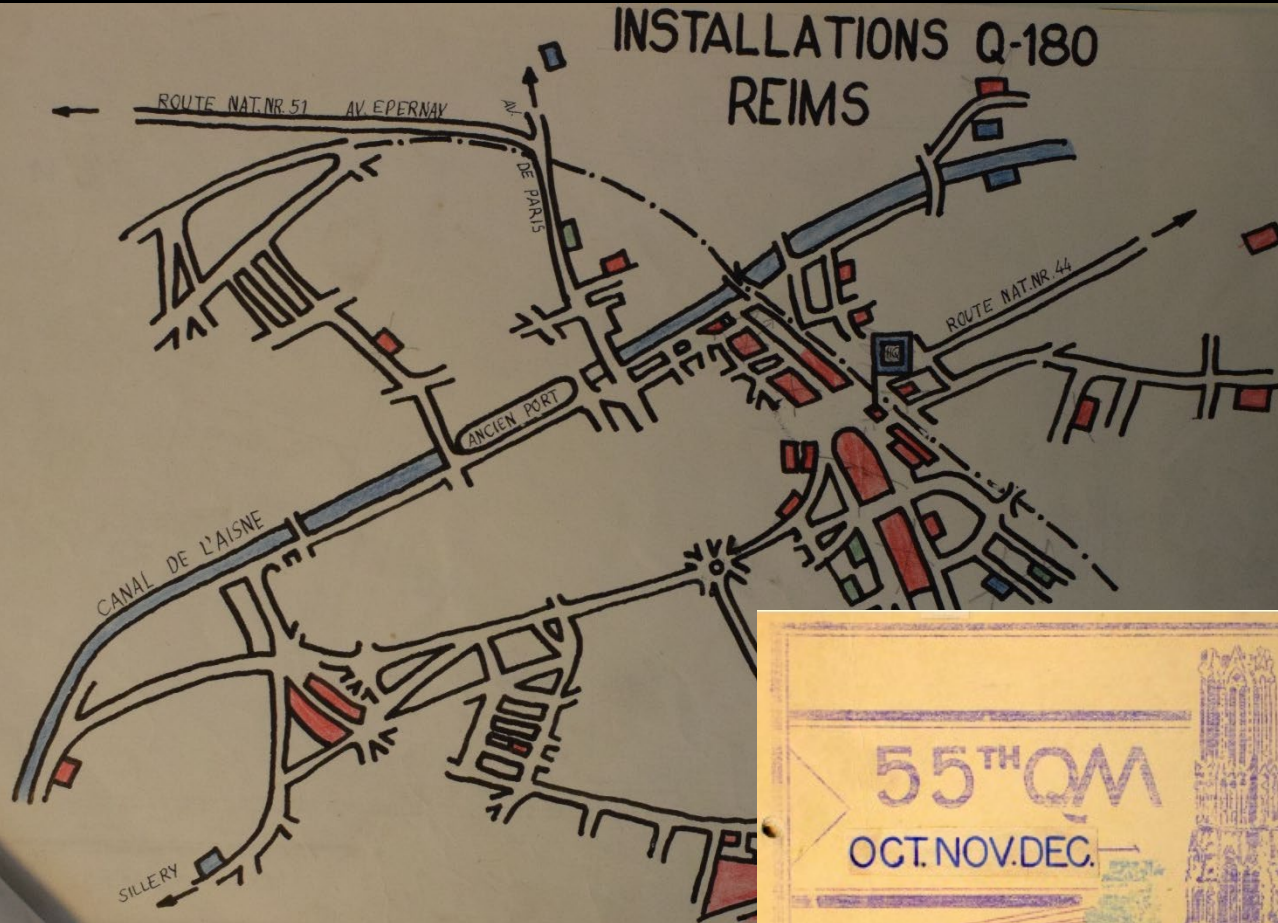 INSTALLATIONS Q-180
REIMS
ROUTE NAT.NR.51 AV. EPERNAY
AV.
DE PARIS
ROUTE NAT.NR.44
HQ
ANCIEN PORT
CANAL DE L'AISNE
SILLERY
55TH QM
OCT.NOV.DEC.